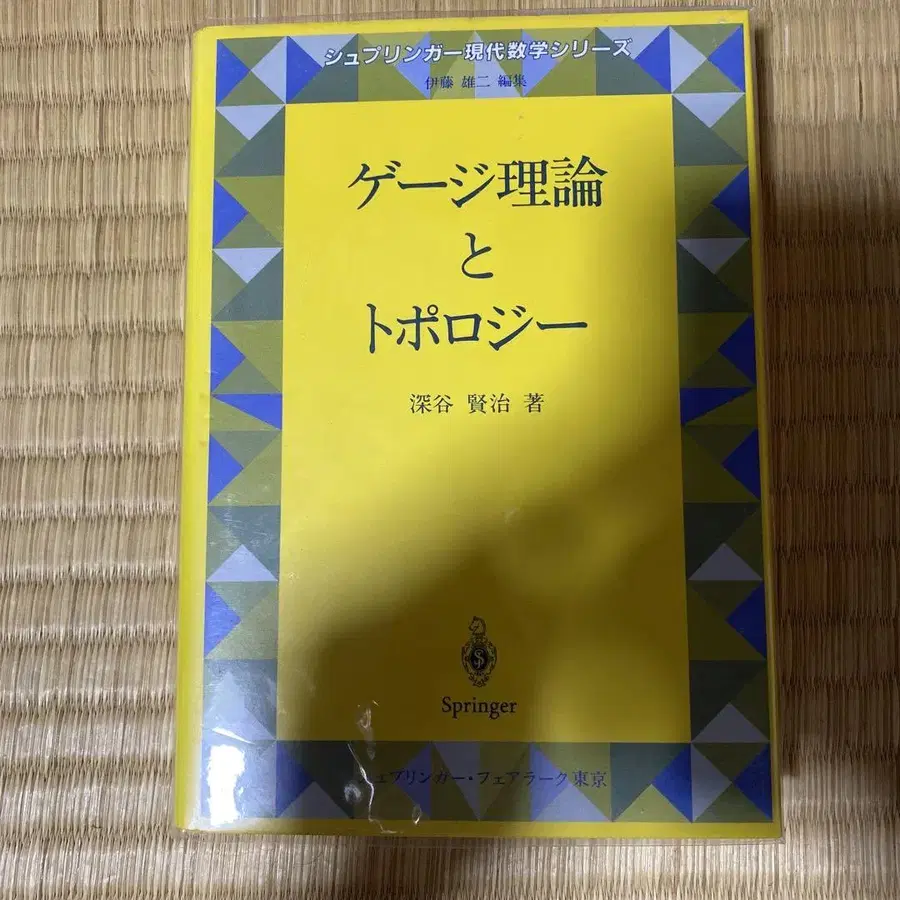 シュプリンガー現代数学シリーズ
伊藤 雄二 編集
ゲージ理論
と
トポロジー
深谷 賢治 著
Springer
シュプリンガー・フェアラーク東京